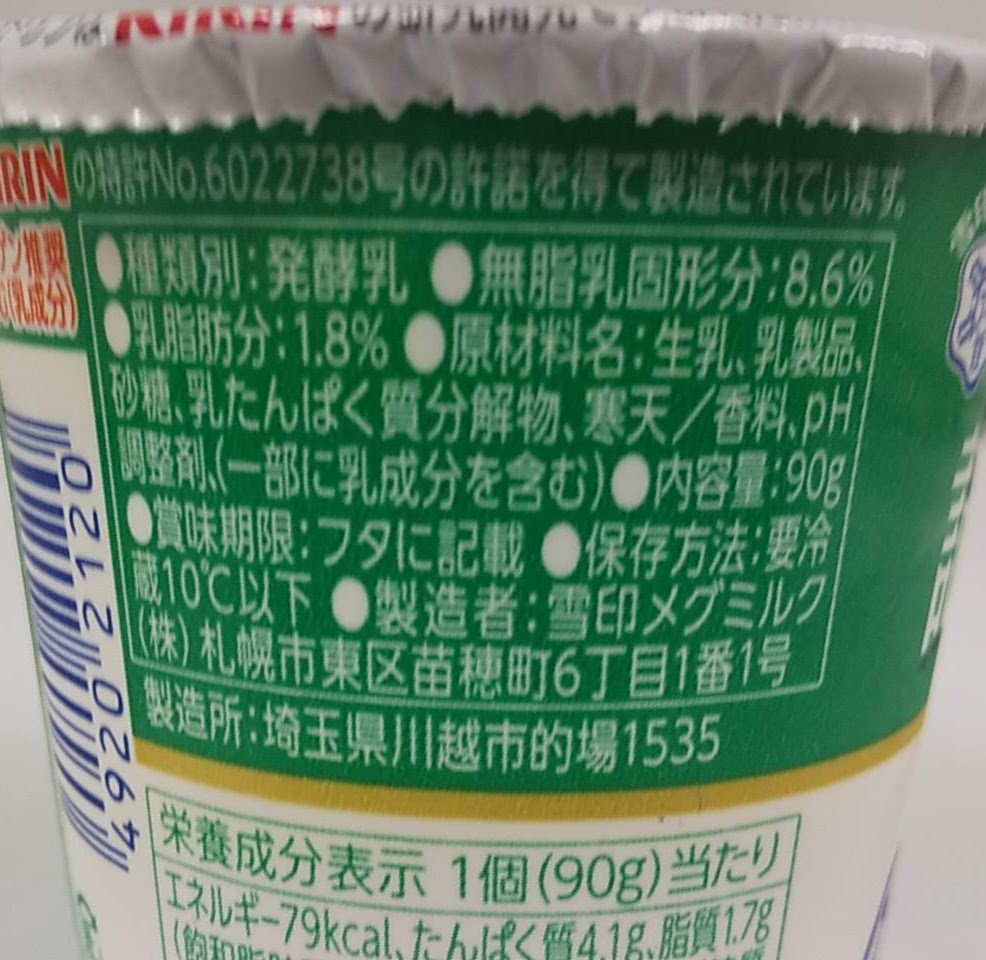 KIRIN
RIN の特許No.6022738号の許諾を得て製造されています。
推奨
(乳成分)
●種類別:発酵乳 ●無脂乳固形分:8.6%
●乳脂肪分:1.8% ●原材料名:生乳、乳製品、
砂糖、乳たんぱく質分解物、寒天/香料、pH
調整剤、(一部に乳成分を含む) ●内容量:90g
●賞味期限:フタに記載 ●保存方法:要冷
蔵10℃以下 ●製造者:雪印メグミルク
(株) 札幌市東区苗穂町6丁目1番1号
製造所:埼玉県川越市的場1535
4920 2120
栄養成分表示 1個(90g)当たり
エネルギー79kcal、たんぱく質4.1g、脂質1.7g